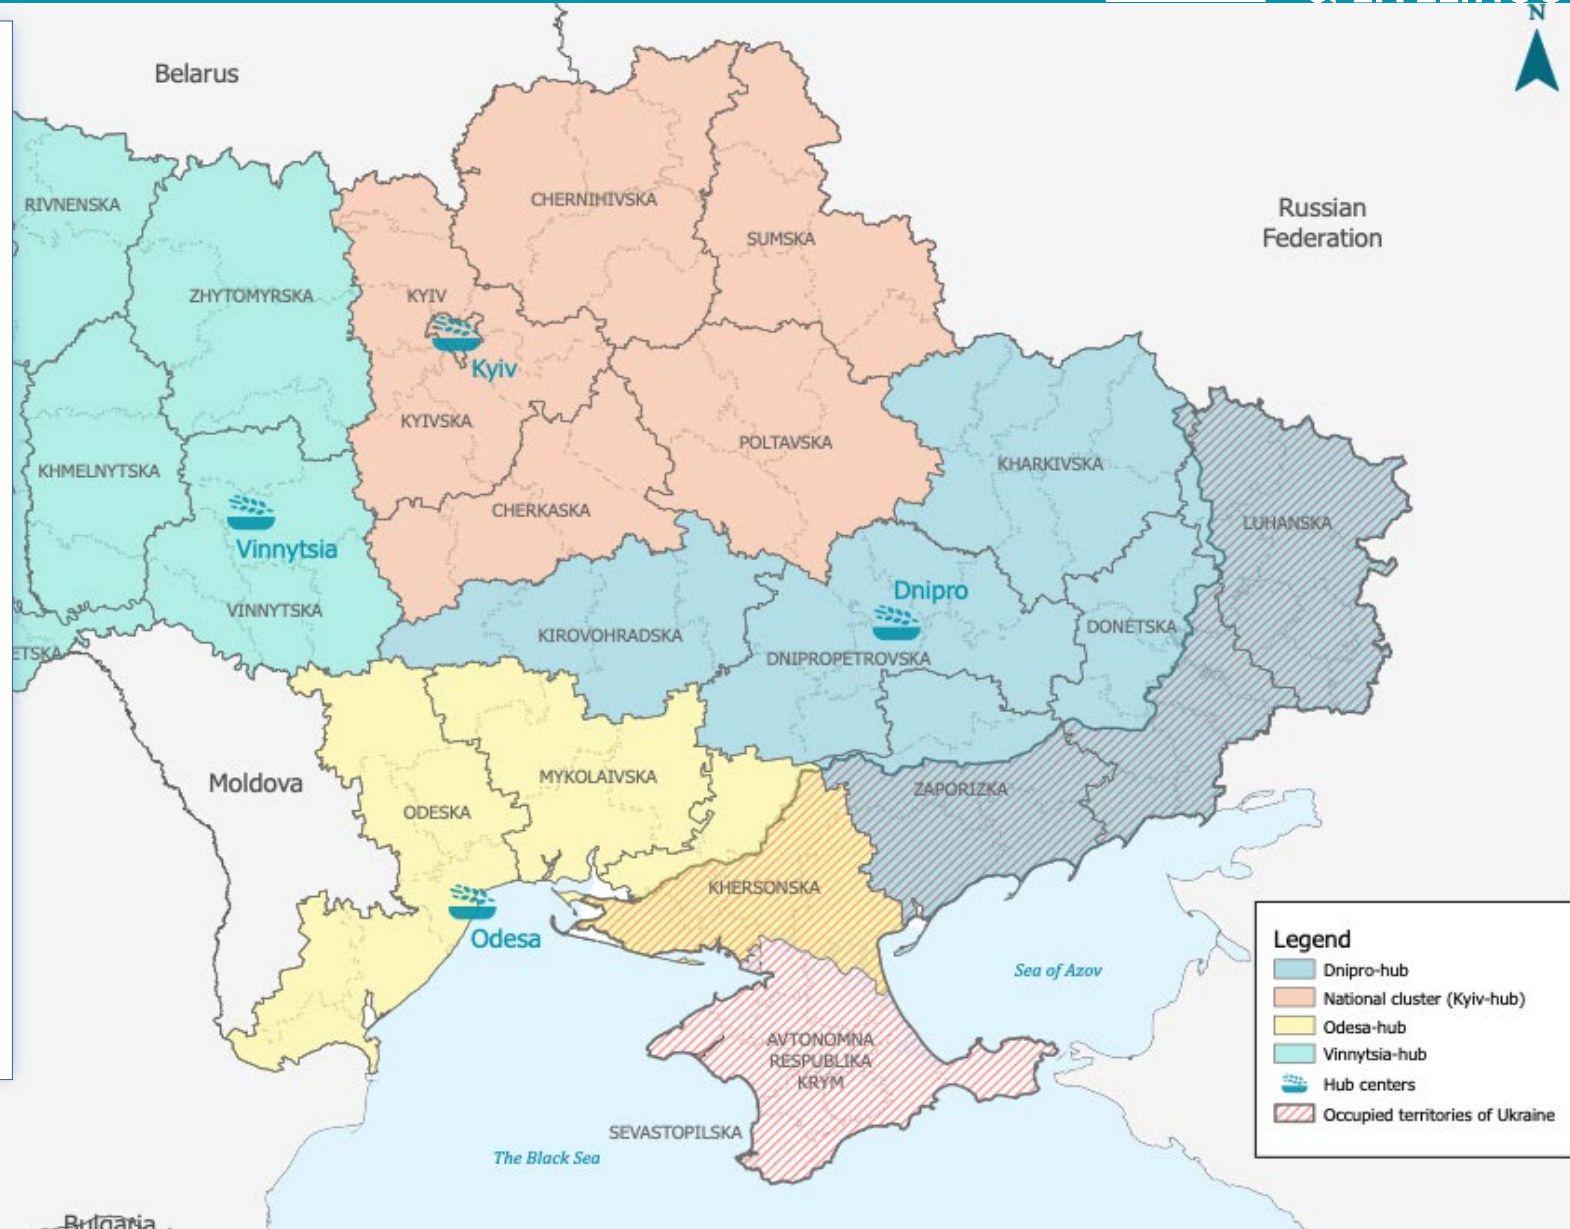 N
Belarus
RIVNENSKA
CHERNIHIVSKA
Russian
Federation
SUMSKA
ZHYTOMYRSKA
KYIV
Kyiv
KYIVSKA
POLTAVSKA
KHMELNYTSKA
KHARKIVSKA
CHERKASKA
LUHANSKA
Vinnytsia
Dnipro
VINNYTSKA
DONETSKA
KIROVOHRADSKA
ETSKA
DNIPROPETROVSKA
Moldova
MYKOLAIVSKA
ZAPORIZKA
ODESKA
KHERSONSKA
Odesa
Sea of Azov
AVTONOMNA
RESPUBLIKA
KRYM
SEVASTOPILSKA
The Black Sea
Bulgaria
Legend
Dnipro-hub
National cluster (Kyiv-hub)
Odesa-hub
Vinnytsia-hub
Hub centers
Occupied territories of Ukraine